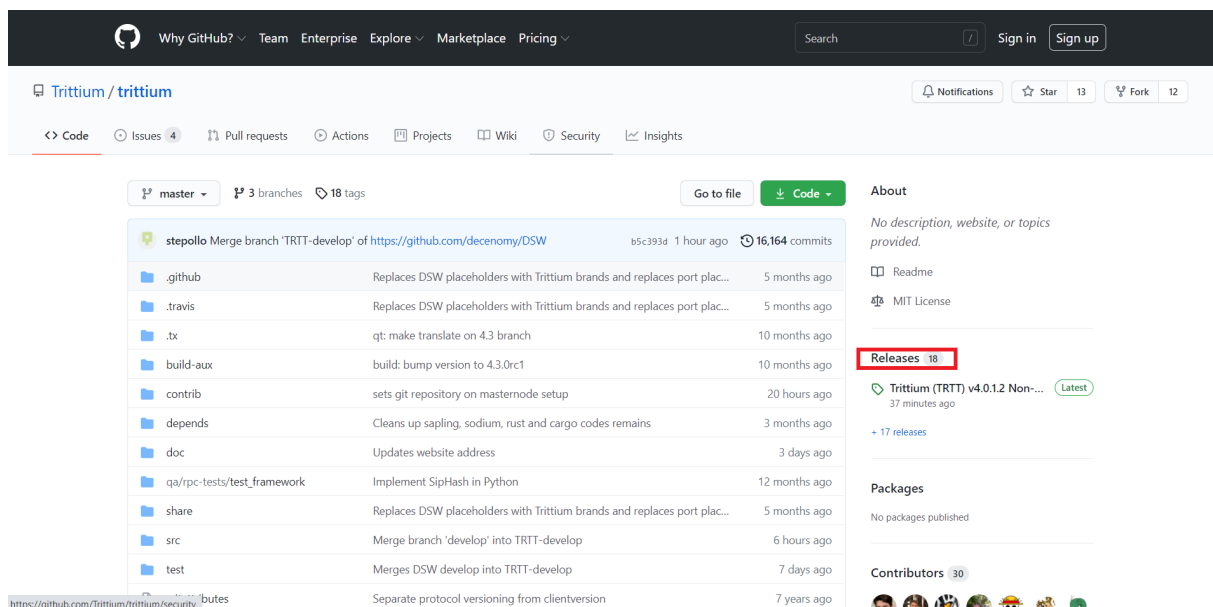 Why GitHub? Team Enterprise Explore Marketplace Pricing Search / Sign in Sign up
Trittium / trittium Notifications Star 13 Fork 12
<> Code Issues 4 Pull requests Actions Projects Wiki Security Insights
master 3 branches 18 tags Go to file Code
stepollo Merge branch 'TRTT-develop' of https://github.com/decenomy/DSW b5c393d 1 hour ago 16,164 commits
.github Replaces DSW placeholders with Trittium brands and replaces port plac... 5 months ago
.travis Replaces DSW placeholders with Trittium brands and replaces port plac... 5 months ago
.tx qt: make translate on 4.3 branch 10 months ago
build-aux build: bump version to 4.3.0rc1 10 months ago
contrib sets git repository on masternode setup 20 hours ago
depends Cleans up sapling, sodium, rust and cargo codes remains 3 months ago
doc Updates website address 3 days ago
qa/rpc-tests/test_framework Implement SipHash in Python 12 months ago
share Replaces DSW placeholders with Trittium brands and replaces port plac... 5 months ago
src Merge branch 'develop' into TRTT-develop 6 hours ago
test Merges DSW develop into TRTT-develop 7 days ago
Separate protocol versioning from clientversion 7 years ago
About
No description, website, or topics
provided.
Readme
MIT License
Releases 18
Trittium (TRTT) v4.0.1.2 Non-... Latest
37 minutes ago
+ 17 releases
Packages
No packages published
Contributors 30
https://github.com/Trittium/trittium/security